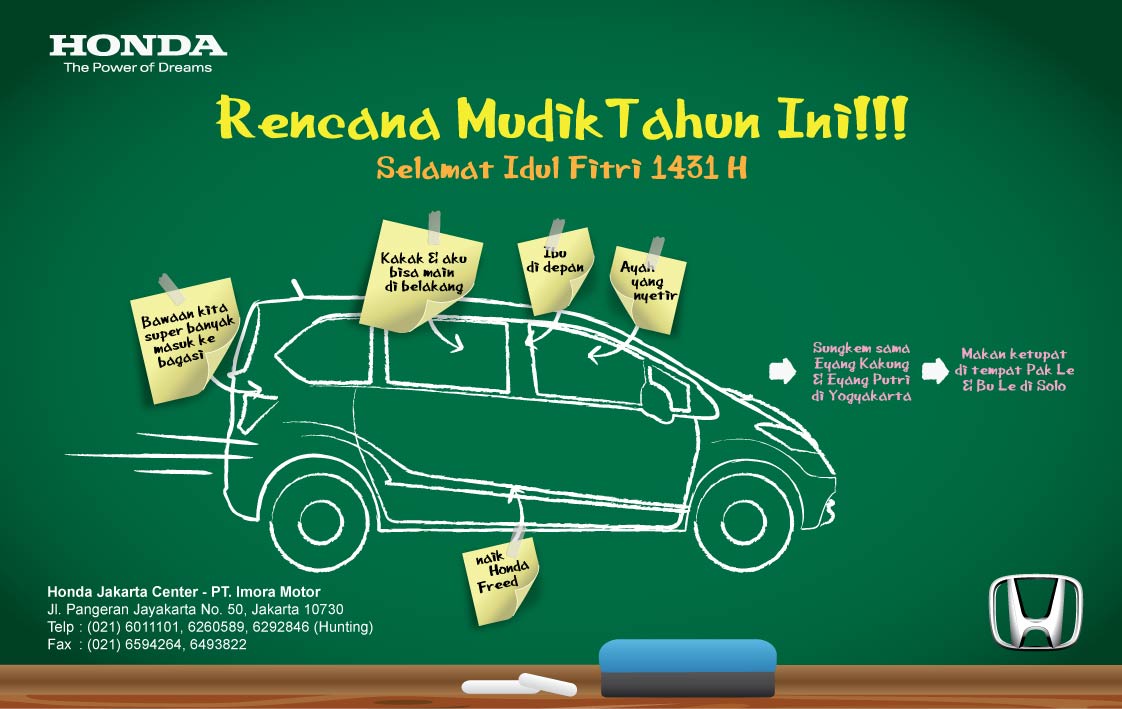 HONDA
The Power of Dreams
Rencana Mudik Tahun Ini!!!
Selamat Idul Fitri 1431 H
Bawaan kita
super banyak
masuk ke
bagasi
Kakak & aku
bisa main
di belakang
Ibu
di depan
Ayah
yang
nyetir
Sungkem sama
Eyang Kakung
& Eyang Putri
di Yogyakarta
Makan ketupat
di tempat Pak Le
& Bu Le di Solo
naik
Honda
Freed
Honda Jakarta Center - PT. Imora Motor
Jl. Pangeran Jayakarta No. 50, Jakarta 10730
Telp : (021) 6011101, 6260589, 6292846 (Hunting)
Fax : (021) 6594264, 6493822